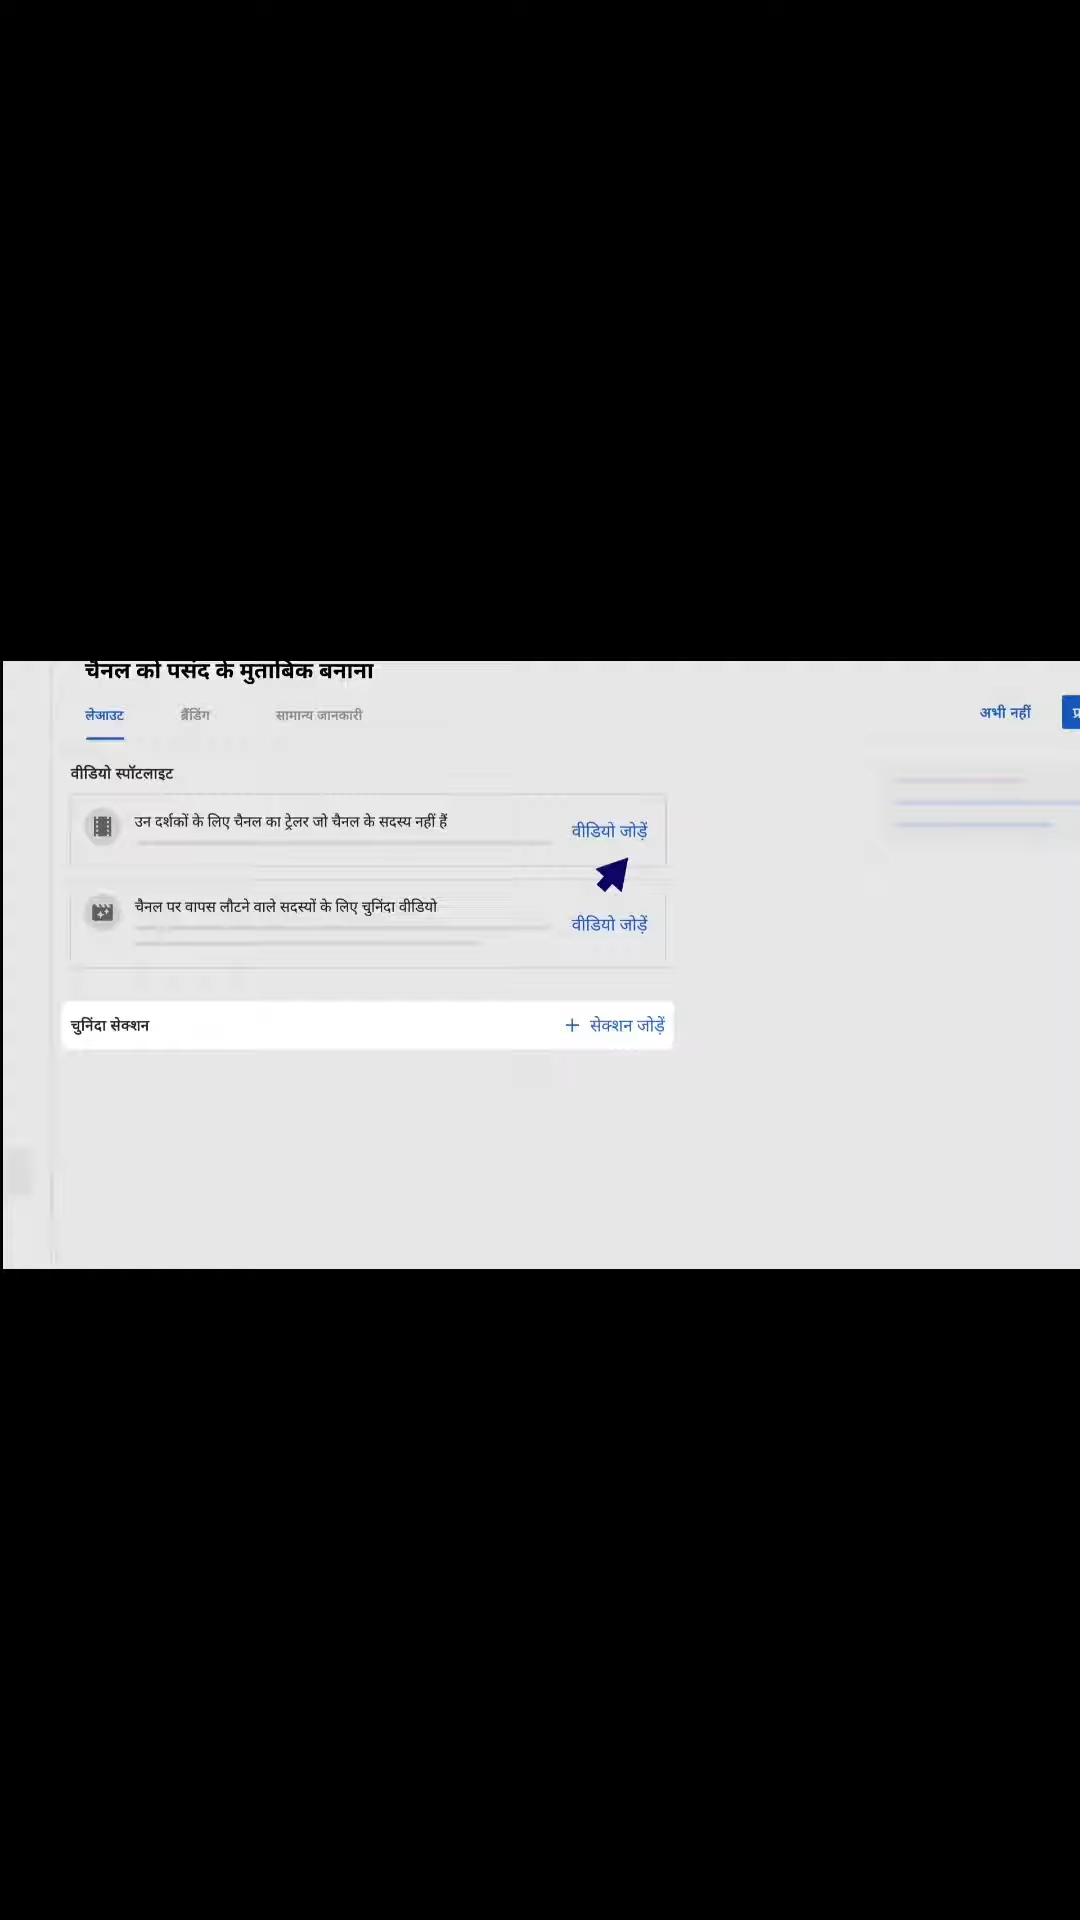 चैनल को पसंद के मुताबिक बनाना
लेआउट ब्रैंडिंग सामान्य जानकारी अभी नहीं
वीडियो स्पॉटलाइट
उन दर्शकों के लिए चैनल का ट्रेलर जो चैनल के सदस्य नहीं हैं
वीडियो जोड़ें
चैनल पर वापस लौटने वाले सदस्यों के लिए चुनिंदा वीडियो
वीडियो जोड़ें
चुनिंदा सेक्शन + सेक्शन जोड़ें